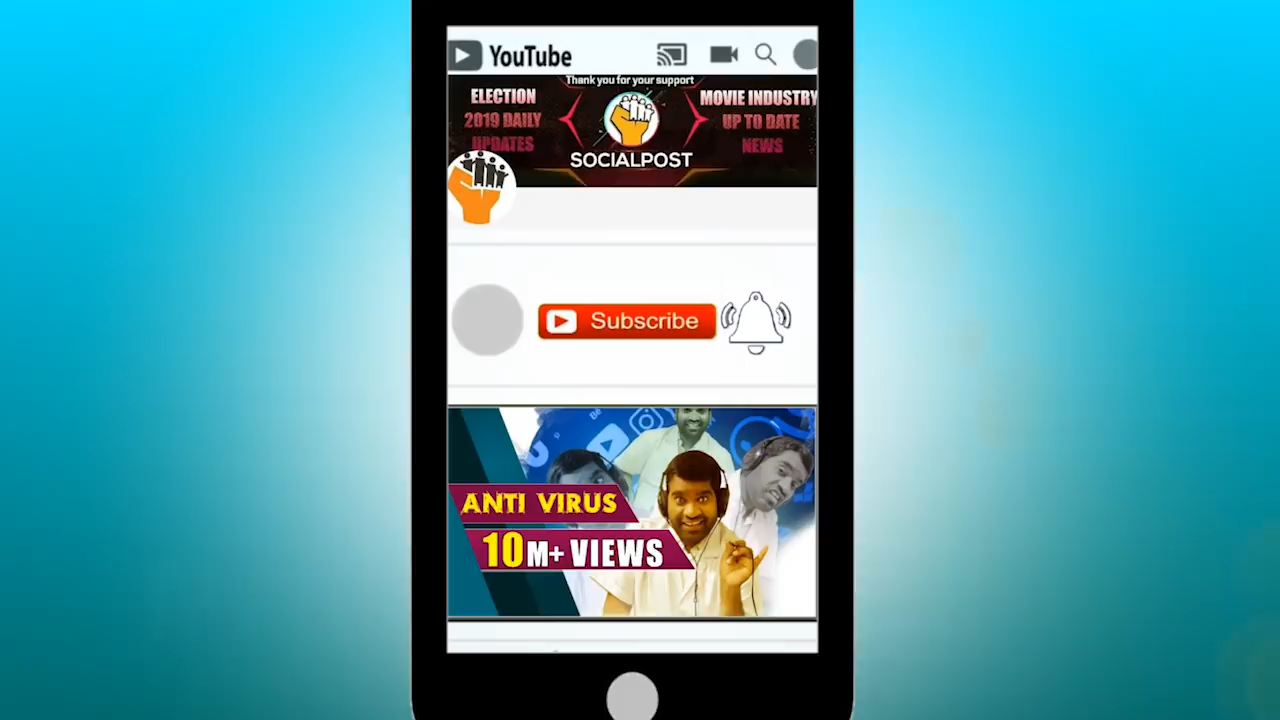 YouTube
Thank you for your support
ELECTION
2019 DAILY
UPDATES
MOVIE INDUSTRY
UP TO DATE
NEWS
SOCIALPOST
Subscribe
Bē
ANTI VIRUS
10M+ VIEWS